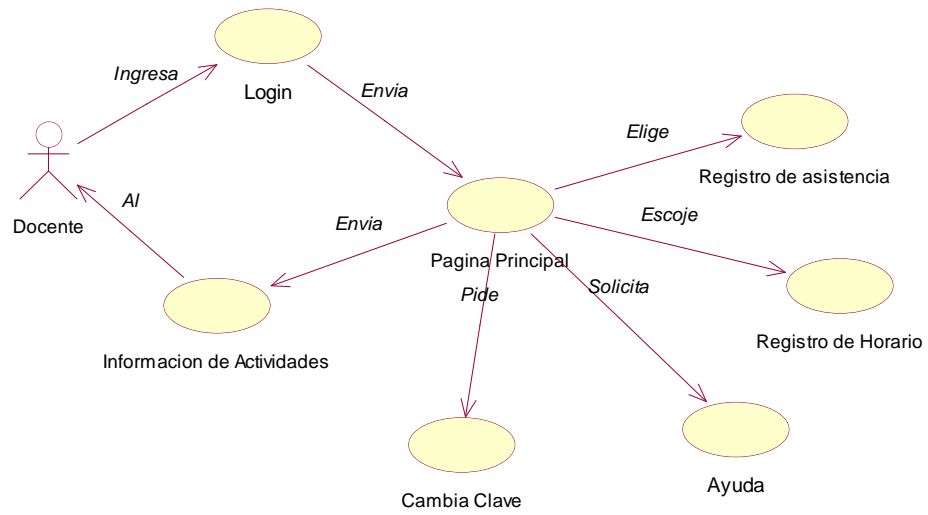 Ingresa
Login
Envia
Elige
Registro de asistencia
Docente
Al
Envia
Pagina Principal
Escoje
Pide
Solicita
Registro de Horario
Informacion de Actividades
Cambia Clave
Ayuda